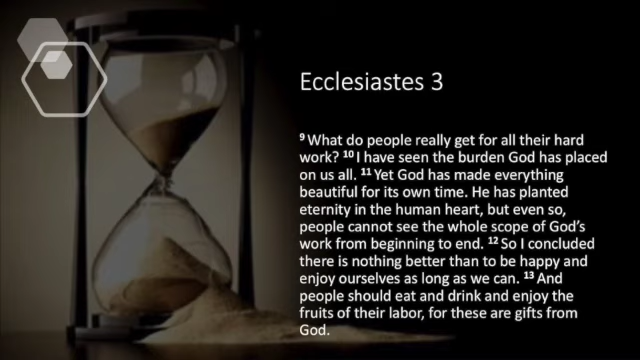 Ecclesiastes 3
⁹ What do people really get for all their hard
work? ¹⁰ I have seen the burden God has placed
on us all. ¹¹ Yet God has made everything
beautiful for its own time. He has planted
eternity in the human heart, but even so,
people cannot see the whole scope of God's
work from beginning to end. ¹² So I concluded
there is nothing better than to be happy and
enjoy ourselves as long as we can. ¹³ And
people should eat and drink and enjoy the
fruits of their labor, for these are gifts from
God.